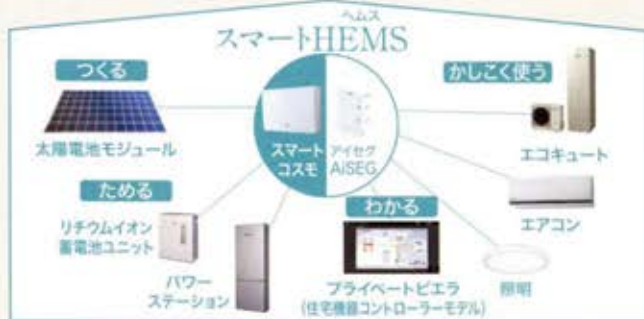 ヘムス
スマートHEMS
つくる
太陽電池モジュール
ためる
リチウムイオン
蓄電池ユニット
パワー
ステーション
スマート
コスモ
アイセグ
AiSEG
わかる
プライベートビエラ
(住宅機器コントローラーモデル)
かしこく使う
エコキュート
エアコン
照明